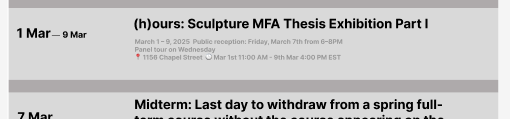 1 Mar — 9 Mar
(h)ours: Sculpture MFA Thesis Exhibition Part I
March 1 – 9, 2025 Public reception: Friday, March 7th from 6–8PM
Panel tour on Wednesday
📍 1156 Chapel Street 💬 Mar 1st 11:00 AM - 9th Mar 4:00 PM EST
7 Mar
Midterm: Last day to withdraw from a spring full-
term course without the course appearing on the